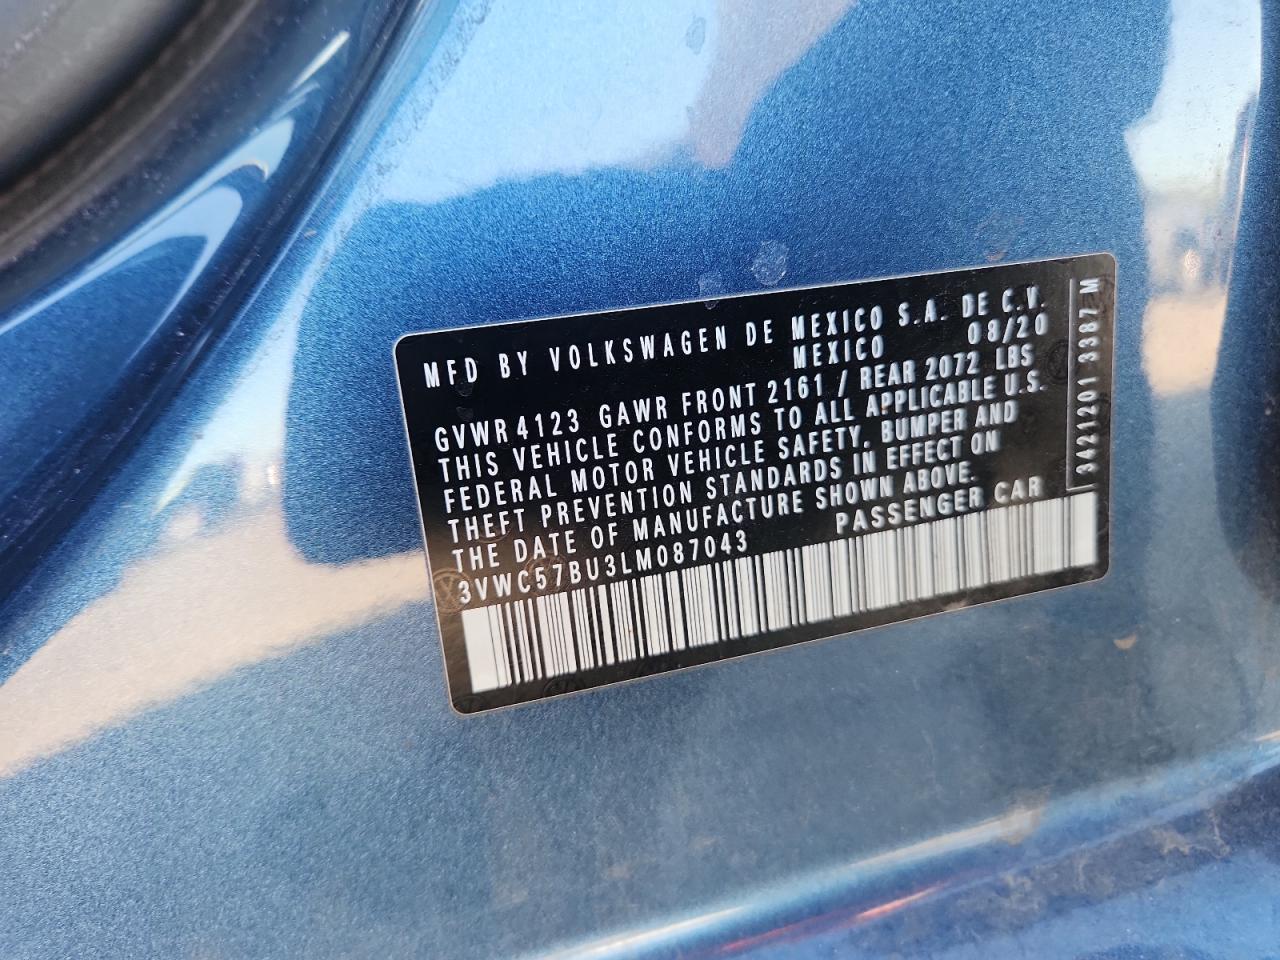 MFD BY VOLKSWAGEN DE MEXICO S.A. DE C.V.
MEXICO 08/20
GVWR 4123 GAWR FRONT 2161 / REAR 2072 LBS
THIS VEHICLE CONFORMS TO ALL APPLICABLE U.S.
FEDERAL MOTOR VEHICLE SAFETY, BUMPER AND
THEFT PREVENTION STANDARDS IN EFFECT ON
THE DATE OF MANUFACTURE SHOWN ABOVE.
3VWC57BU3LM087043 PASSENGER CAR
3421201 3387 M